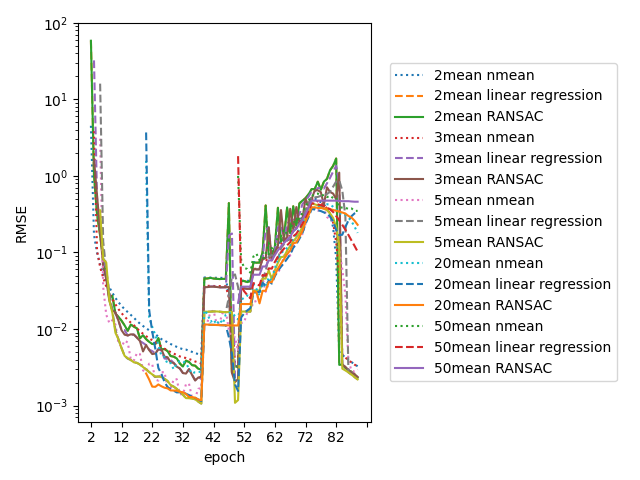 10²
10¹
10⁰
10⁻¹
10⁻²
10⁻³
RMSE
2 12 22 32 42 52 62 72 82
epoch
2mean nmean
2mean linear regression
2mean RANSAC
3mean nmean
3mean linear regression
3mean RANSAC
5mean nmean
5mean linear regression
5mean RANSAC
20mean nmean
20mean linear regression
20mean RANSAC
50mean nmean
50mean linear regression
50mean RANSAC